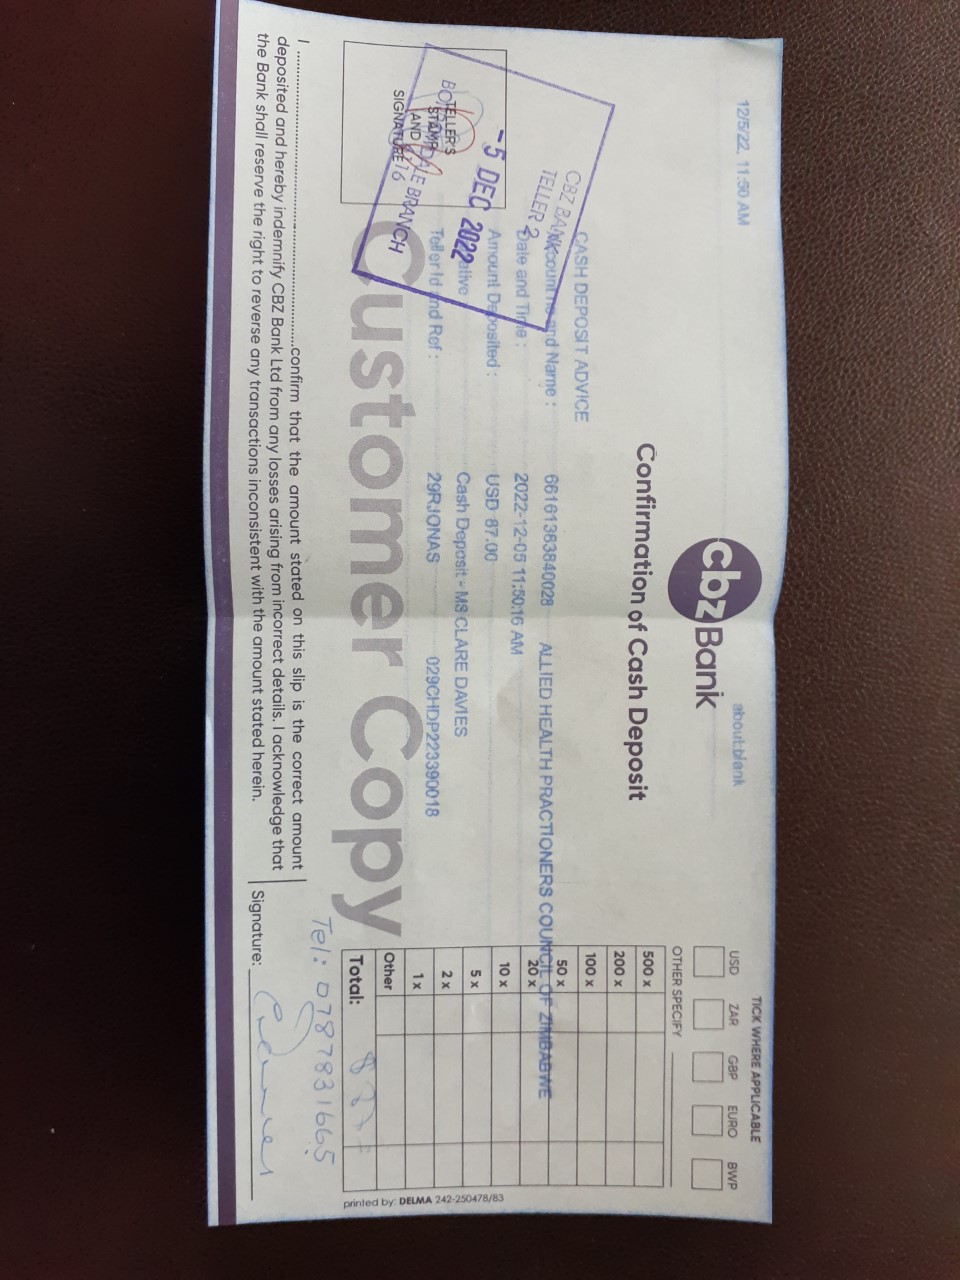 12/5/22, 11:50 AM
about:blank
cbz Bank
Confirmation of Cash Deposit
TICK WHERE APPLICABLE
USD ZAR GBP EURO BWP
OTHER SPECIFY
CASH DEPOSIT ADVICE
Account no and Name : 66161383840028 ALLIED HEALTH PRACTIONERS COUNCIL OF ZIMBABWE
Date and Time : 2022-12-05 11:50:16 AM
Amount Deposited : USD 87.00
Cash Deposit - MS CLARE DAVIES
Teller Id and Ref : 29RJONAS 029CHDP223390018
CBZ BANK
TELLER 2
-5 DEC 2022
BRANCH
TELLER'S
STAMP
AND
SIGNATURE
Customer Copy
500 x
200 x
100 x
50 x
20 x
10 x
5 x
2 x
1 x
Other
Total:
printed by: DELMA 242-250478/83
Tel: 0787831665
I ..........................................confirm that the amount stated on this slip is the correct amount
deposited and hereby indemnify CBZ Bank Ltd from any losses arising from incorrect details. I acknowledge that
the Bank shall reserve the right to reverse any transactions inconsistent with the amount stated herein.
Signature: